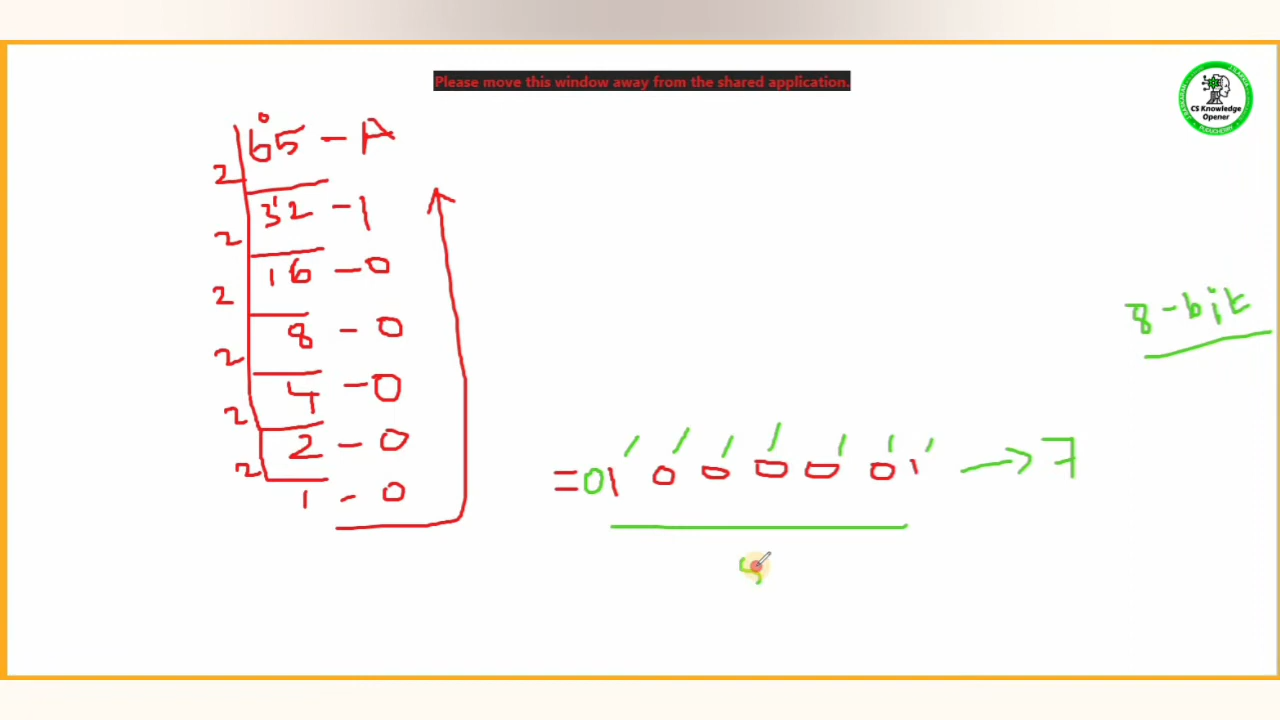 Please move this window away from the shared application.
CS Knowledge
Opener
PUDUCHERRY
65 - A
2
32 - 1
2
16 - 0
2
8 - 0
2
4 - 0
2
2 - 0
2
1 - 0
8-bit
= 01000001 → 7